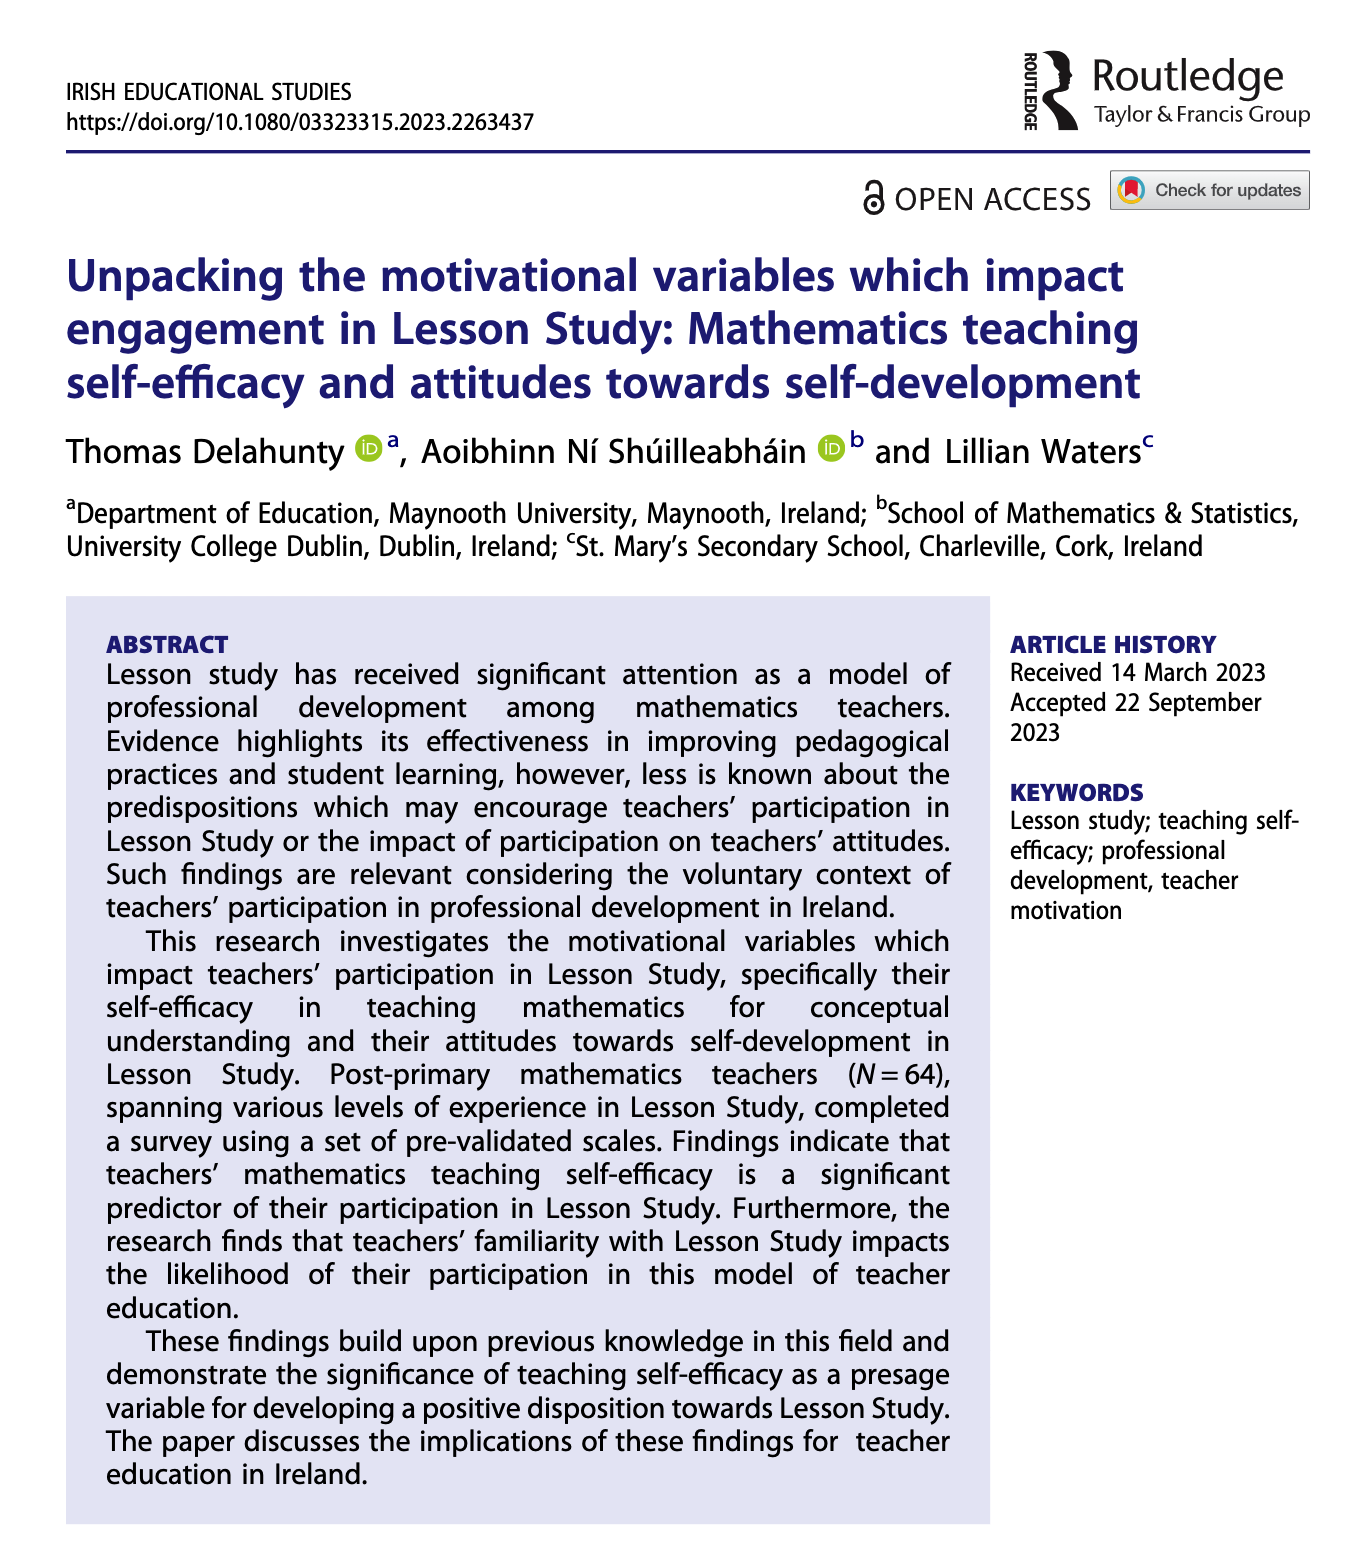 IRISH EDUCATIONAL STUDIES
https://doi.org/10.1080/03323315.2023.2263437
ROUTLEDGE
Routledge
Taylor & Francis Group
OPEN ACCESS
Check for updates
Unpacking the motivational variables which impact
engagement in Lesson Study: Mathematics teaching
self-efficacy and attitudes towards self-development
Thomas Delahunty iD a, Aoibhinn Ní Shúilleabháin iD b and Lillian Waters c
aDepartment of Education, Maynooth University, Maynooth, Ireland; bSchool of Mathematics & Statistics,
University College Dublin, Dublin, Ireland; cSt. Mary's Secondary School, Charleville, Cork, Ireland
ABSTRACT
Lesson study has received significant attention as a model of
professional development among mathematics teachers.
Evidence highlights its effectiveness in improving pedagogical
practices and student learning, however, less is known about the
predispositions which may encourage teachers' participation in
Lesson Study or the impact of participation on teachers' attitudes.
Such findings are relevant considering the voluntary context of
teachers' participation in professional development in Ireland.
This research investigates the motivational variables which
impact teachers' participation in Lesson Study, specifically their
self-efficacy in teaching mathematics for conceptual
understanding and their attitudes towards self-development in
Lesson Study. Post-primary mathematics teachers (N = 64),
spanning various levels of experience in Lesson Study, completed
a survey using a set of pre-validated scales. Findings indicate that
teachers' mathematics teaching self-efficacy is a significant
predictor of their participation in Lesson Study. Furthermore, the
research finds that teachers' familiarity with Lesson Study impacts
the likelihood of their participation in this model of teacher
education.
These findings build upon previous knowledge in this field and
demonstrate the significance of teaching self-efficacy as a presage
variable for developing a positive disposition towards Lesson Study.
The paper discusses the implications of these findings for teacher
education in Ireland.
ARTICLE HISTORY
Received 14 March 2023
Accepted 22 September
2023
KEYWORDS
Lesson study; teaching self-
efficacy; professional
development, teacher
motivation